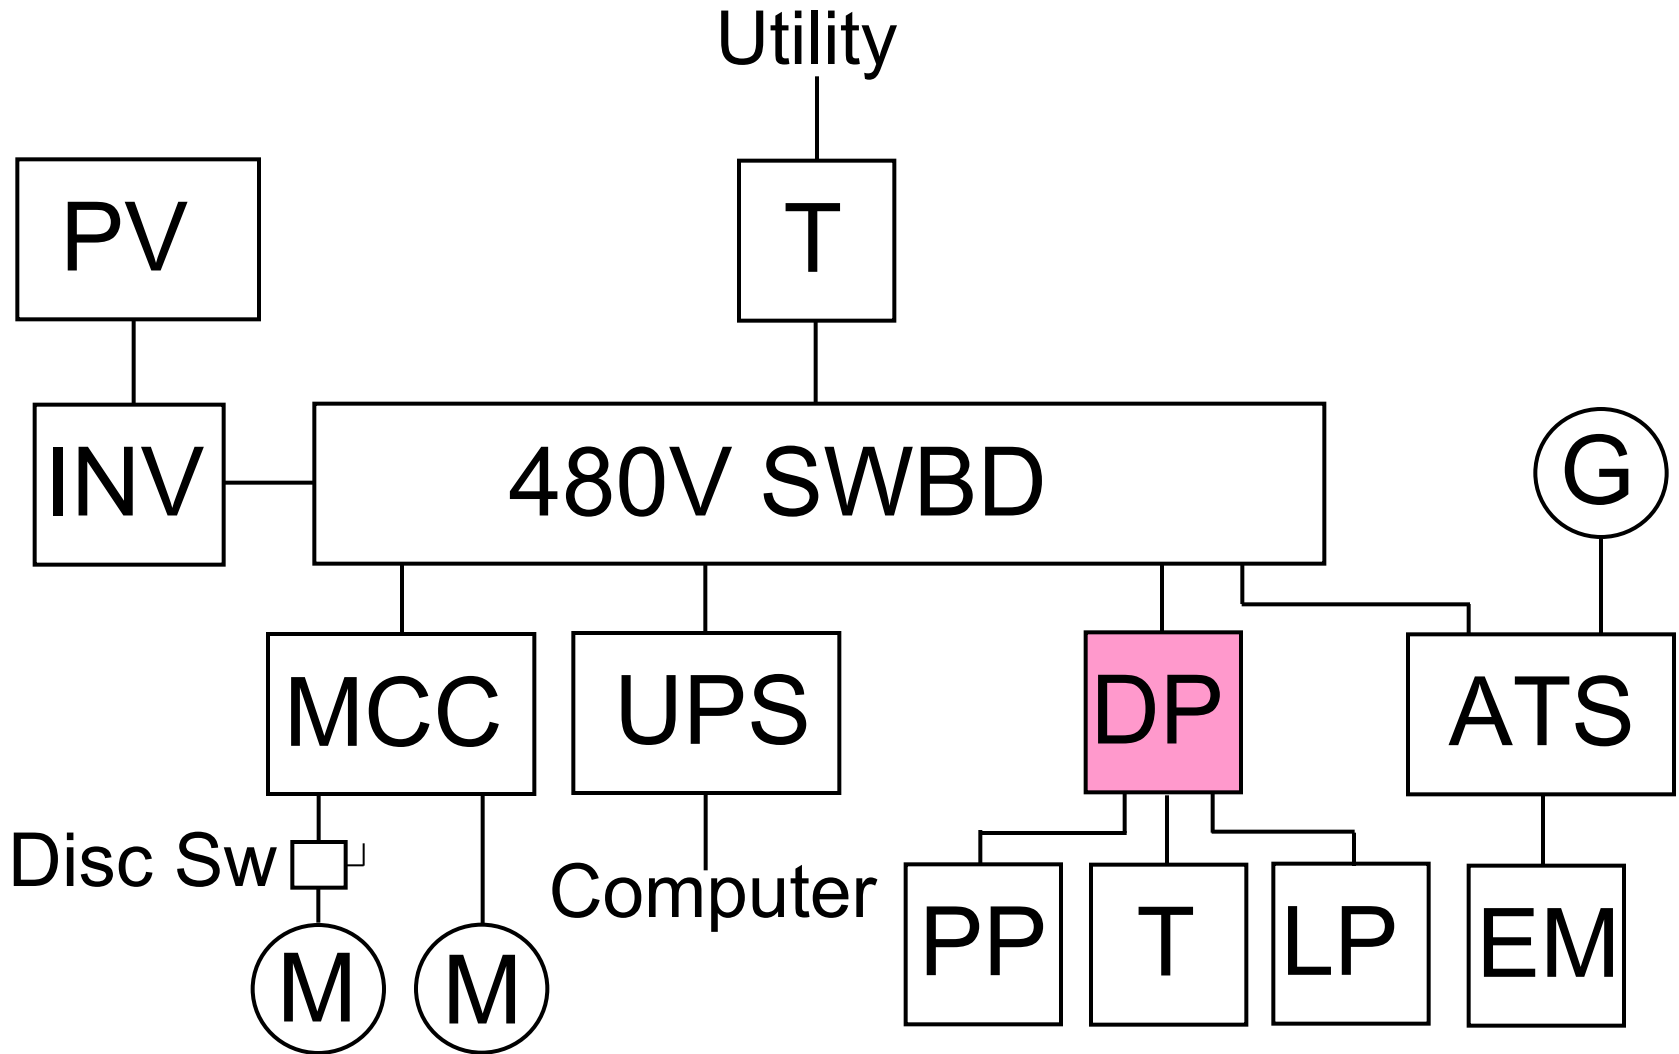 Utility
PV
T
INV
480V SWBD
G
MCC
UPS
DP
ATS
Disc Sw
Computer
PP
T
LP
EM
M
M